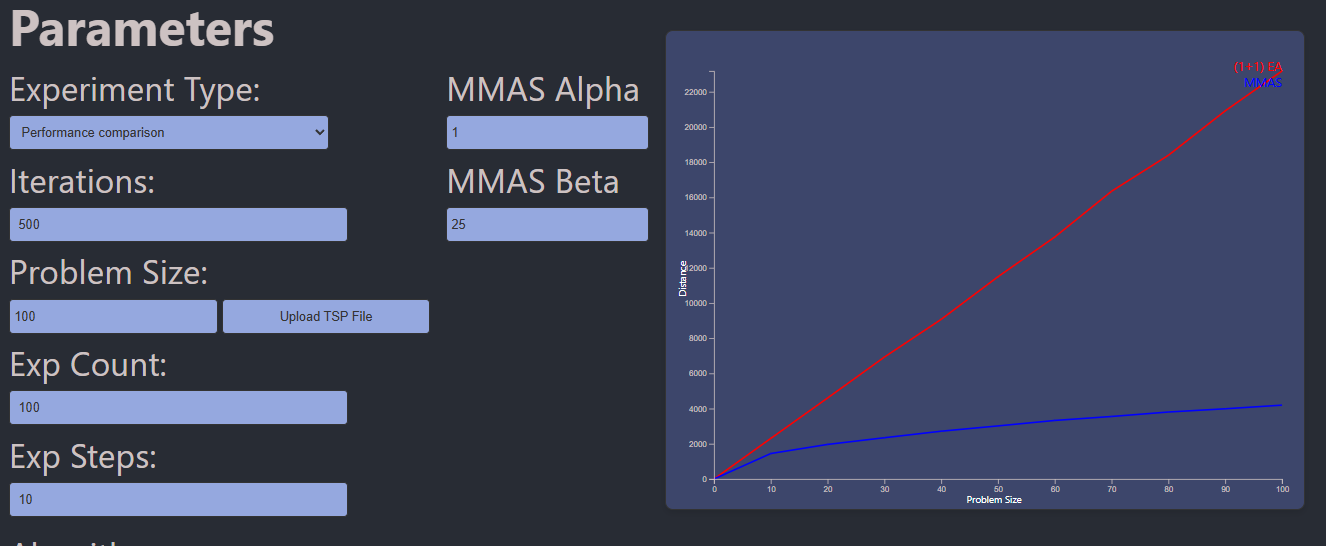 Parameters
Experiment Type:
Performance comparison
Iterations:
500
Problem Size:
100 Upload TSP File
Exp Count:
100
Exp Steps:
10
MMAS Alpha
1
MMAS Beta
25
(1+1) EA
MMAS
Distance
22000
20000
18000
16000
14000
12000
10000
8000
6000
4000
2000
0
0 10 20 30 40 50 60 70 80 90 100
Problem Size